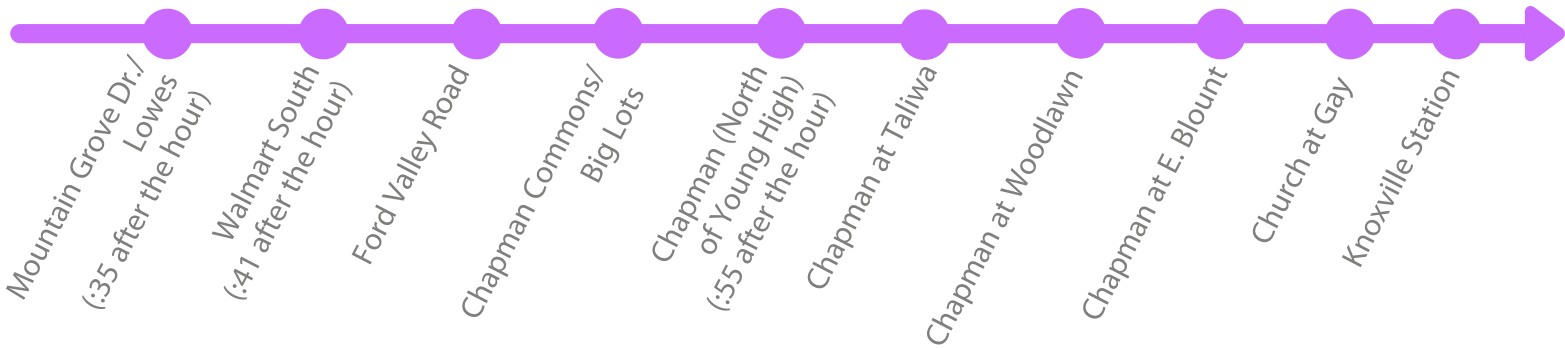 Mountain Grove Dr./
Lowes
(:35 after the hour)
Walmart South
(:41 after the hour)
Ford Valley Road
Chapman Commons/
Big Lots
Chapman (North
of Young High)
(:55 after the hour)
Chapman at Taliwa
Chapman at Woodlawn
Chapman at E. Blount
Church at Gay
Knoxville Station